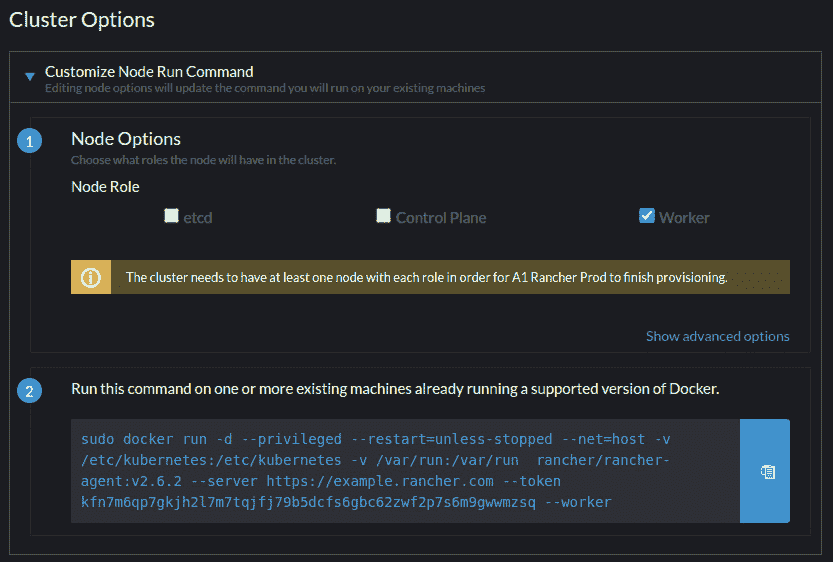 Cluster Options
Customize Node Run Command
Editing node options will update the command you will run on your existing machines
1
Node Options
Choose what roles the node will have in the cluster.
Node Role
etcd
Control Plane
Worker
The cluster needs to have at least one node with each role in order for A1 Rancher Prod to finish provisioning.
Show advanced options
2
Run this command on one or more existing machines already running a supported version of Docker.
sudo docker run -d --privileged --restart=unless-stopped --net=host -v
/etc/kubernetes:/etc/kubernetes -v /var/run:/var/run  rancher/rancher-
agent:v2.6.2 --server https://example.rancher.com --token
kfn7m6qp7gkjh2l7m7tqjfj79b5dcfs6gbc62zwf2p7s6m9gwwmzsq --worker